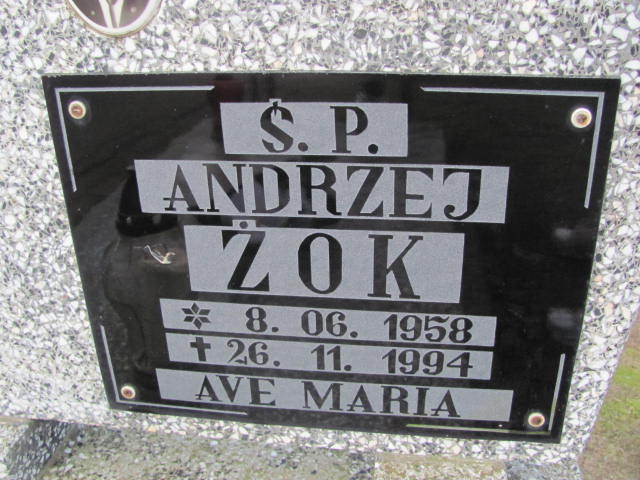 Ś. P.
ANDRZEJ
ŻOK
* 8. 06. 1958
✝ 26. 11. 1994
AVE MARIA